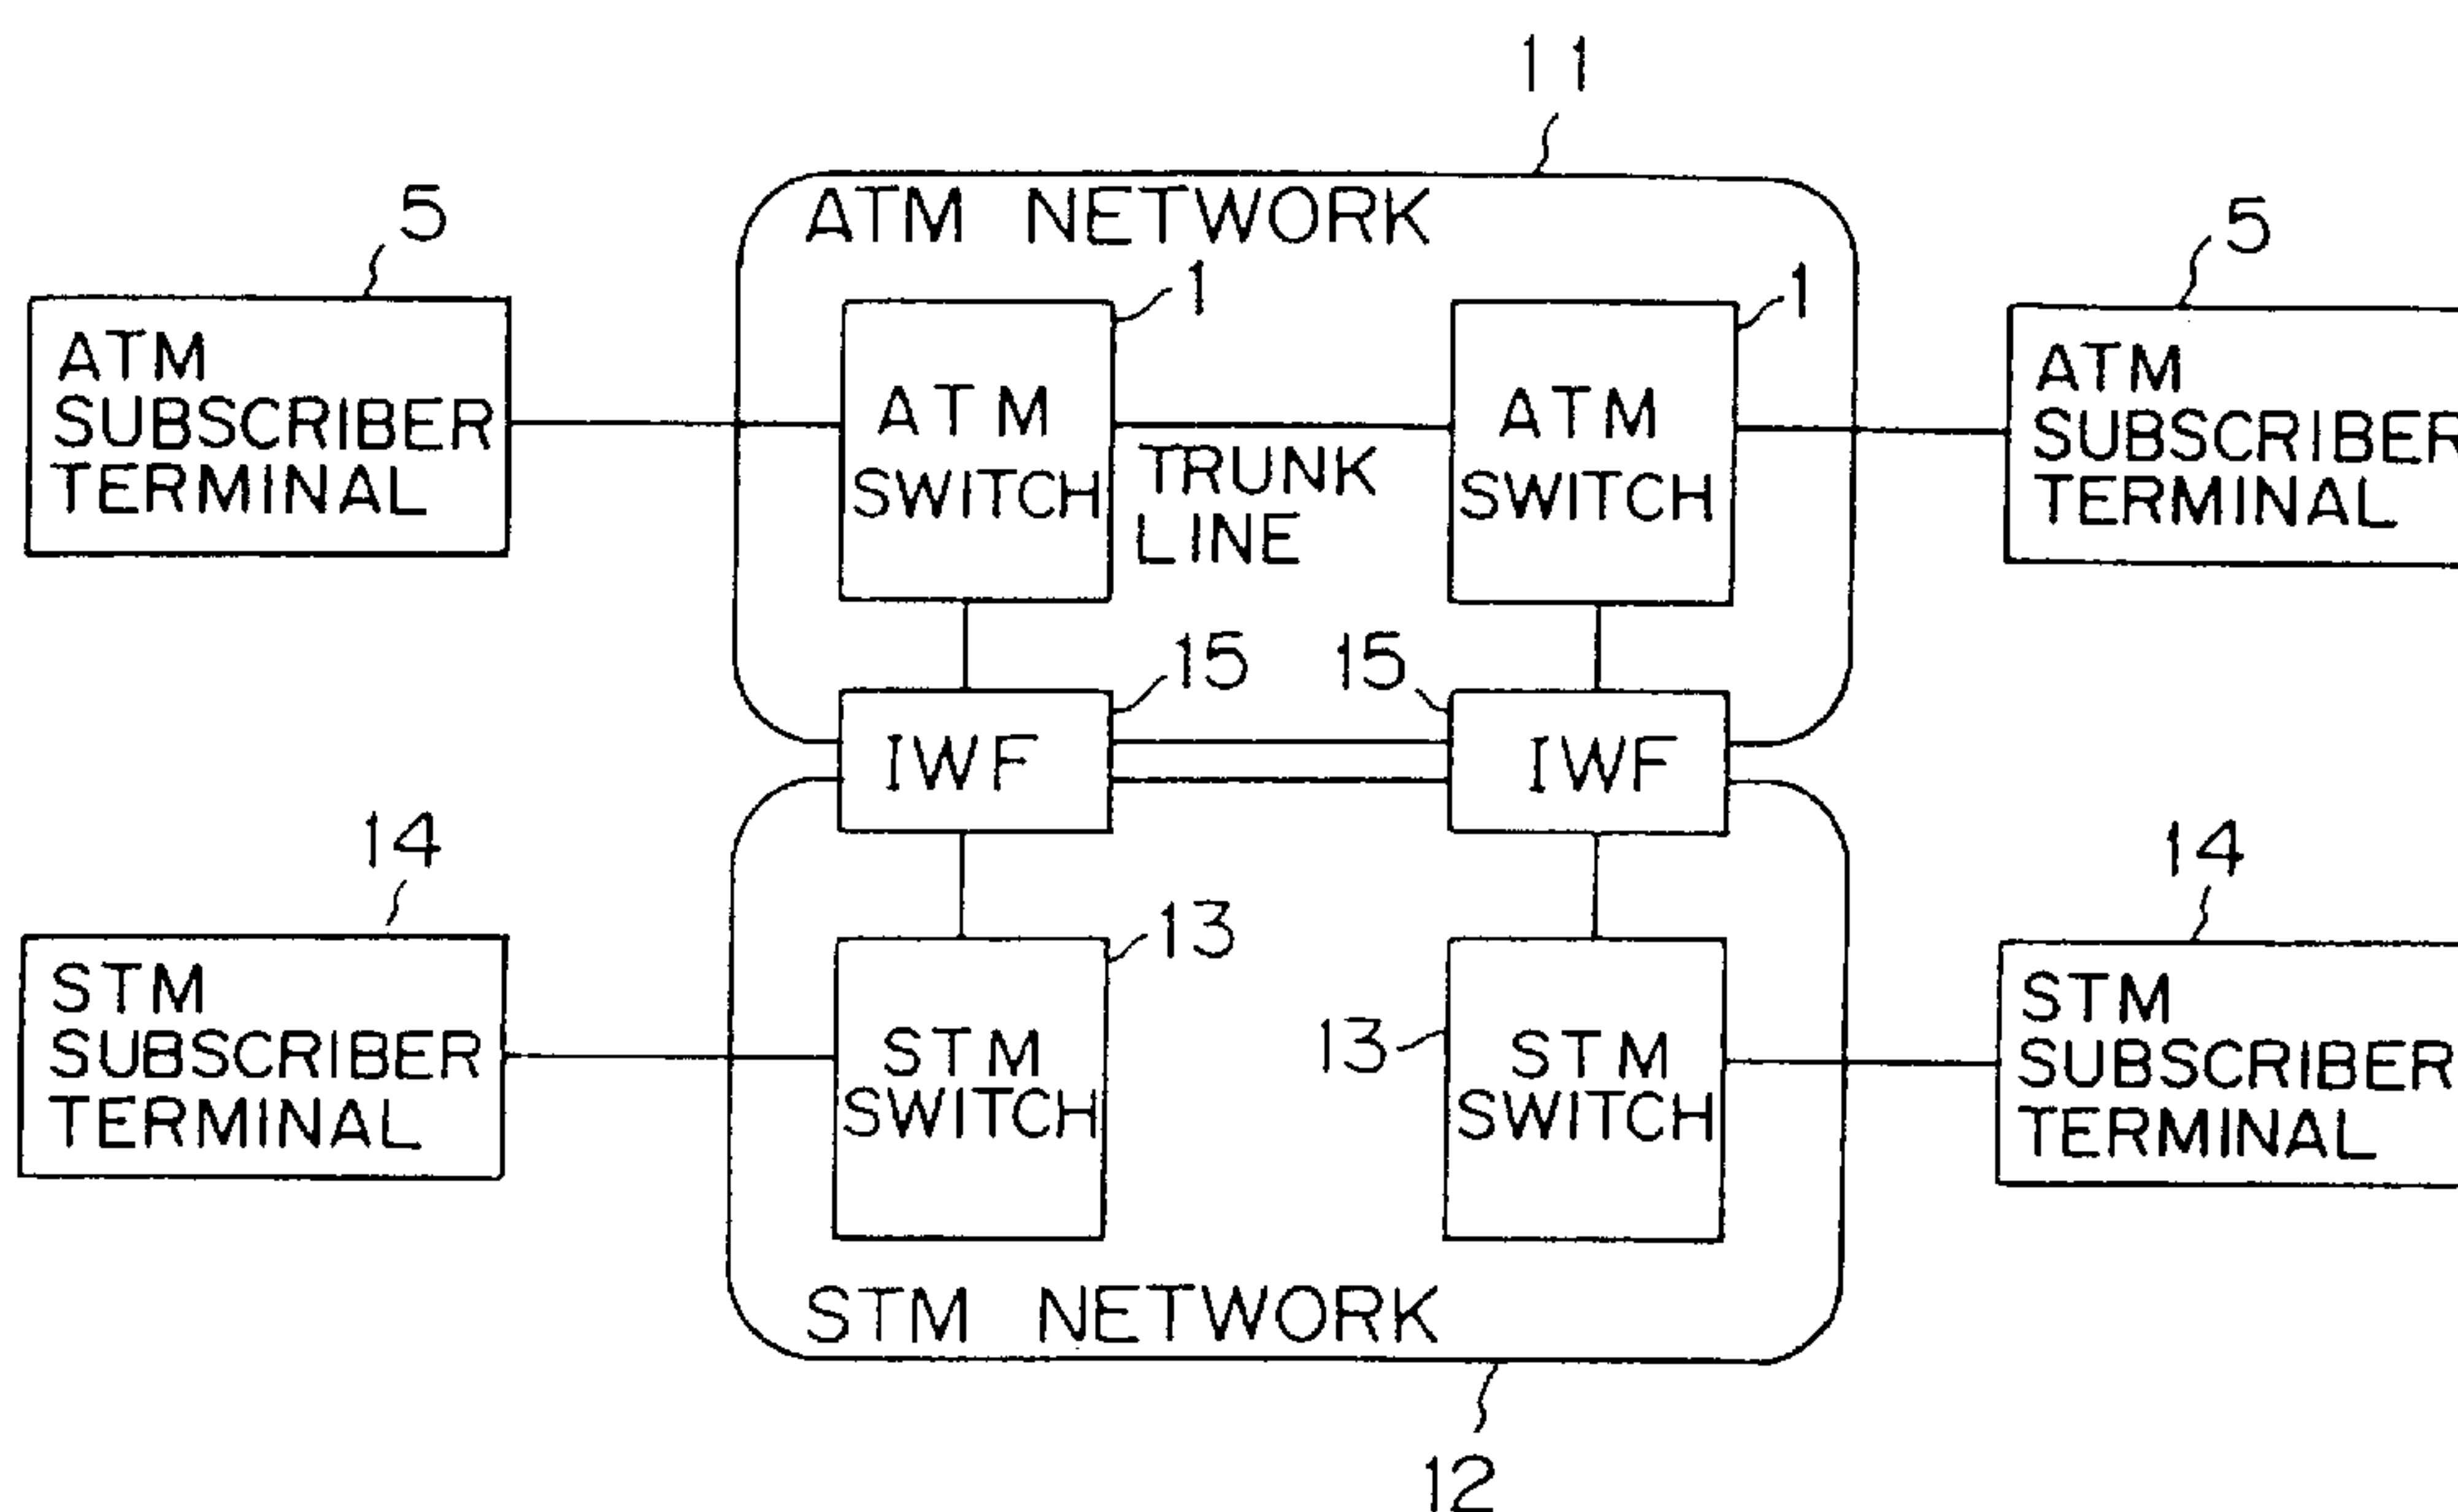 11
ATM NETWORK
5
5
1
1
ATM
SUBSCRIBER
TERMINAL
ATM
SWITCH
TRUNK
LINE
ATM
SWITCH
ATM
SUBSCRIBER
TERMINAL
15
15
IWF
IWF
14
14
13
13
STM
SUBSCRIBER
TERMINAL
STM
SWITCH
STM
SWITCH
STM
SUBSCRIBER
TERMINAL
STM NETWORK
12